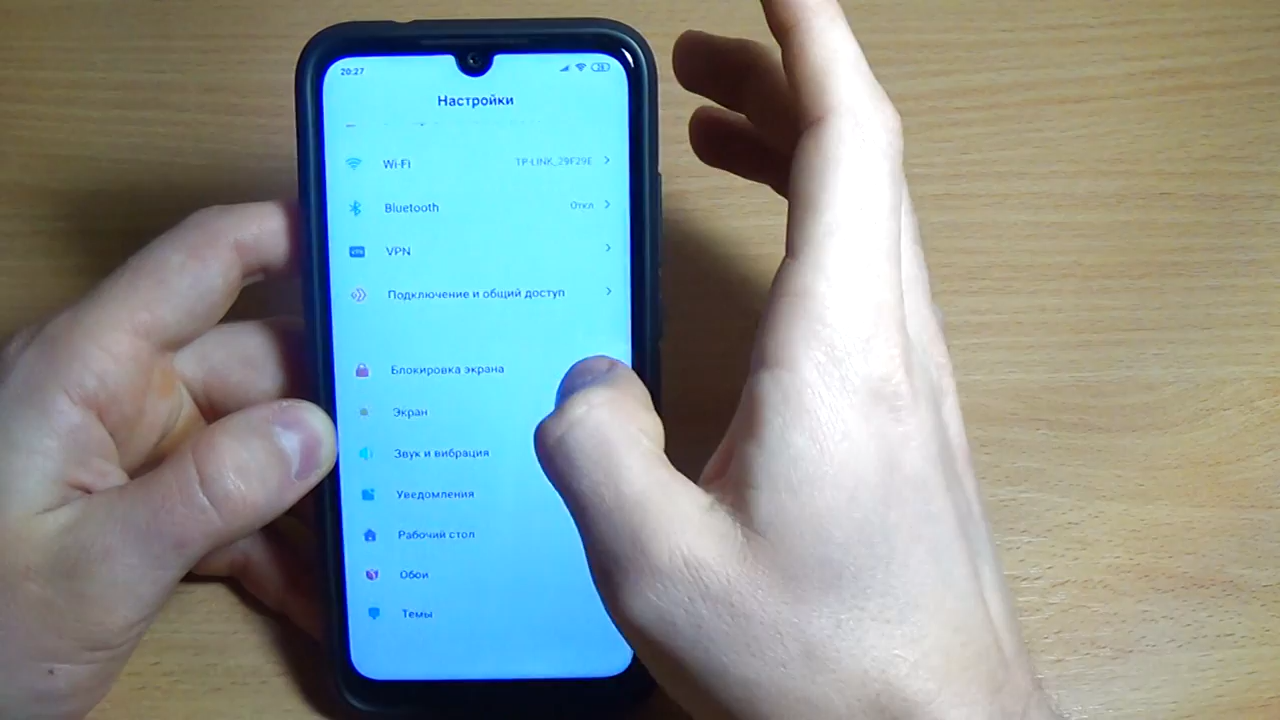 20:27
Настройки
Wi-Fi TP-LINK_29F29E
Bluetooth Откл
VPN
Подключение и общий доступ
Блокировка экрана
Экран
Звук и вибрация
Уведомления
Рабочий стол
Обои
Темы